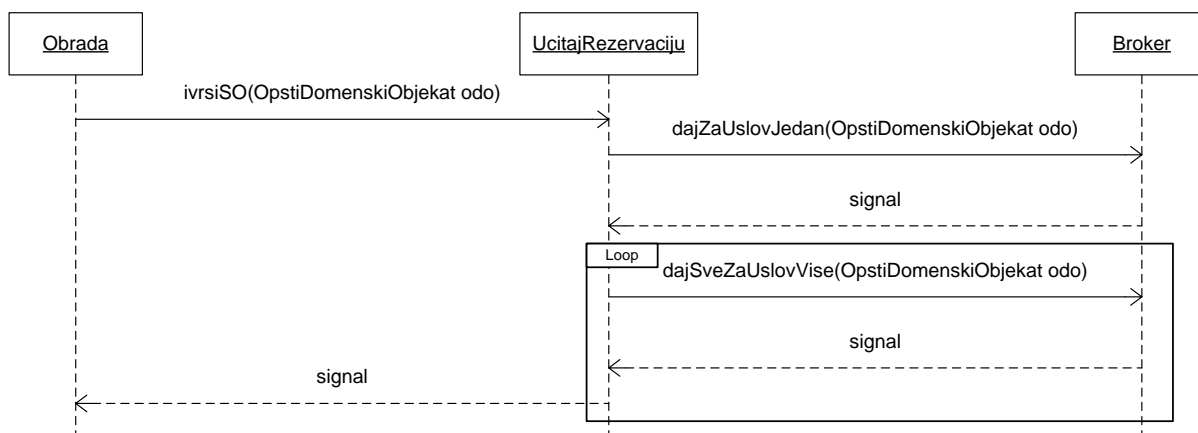 Obrada
UcitajRezervaciju
Broker
ivrsiSO(OpstiDomenskiObjekat odo)
dajZaUslovJedan(OpstiDomenskiObjekat odo)
signal
Loop
dajSveZaUslovVise(OpstiDomenskiObjekat odo)
signal
signal